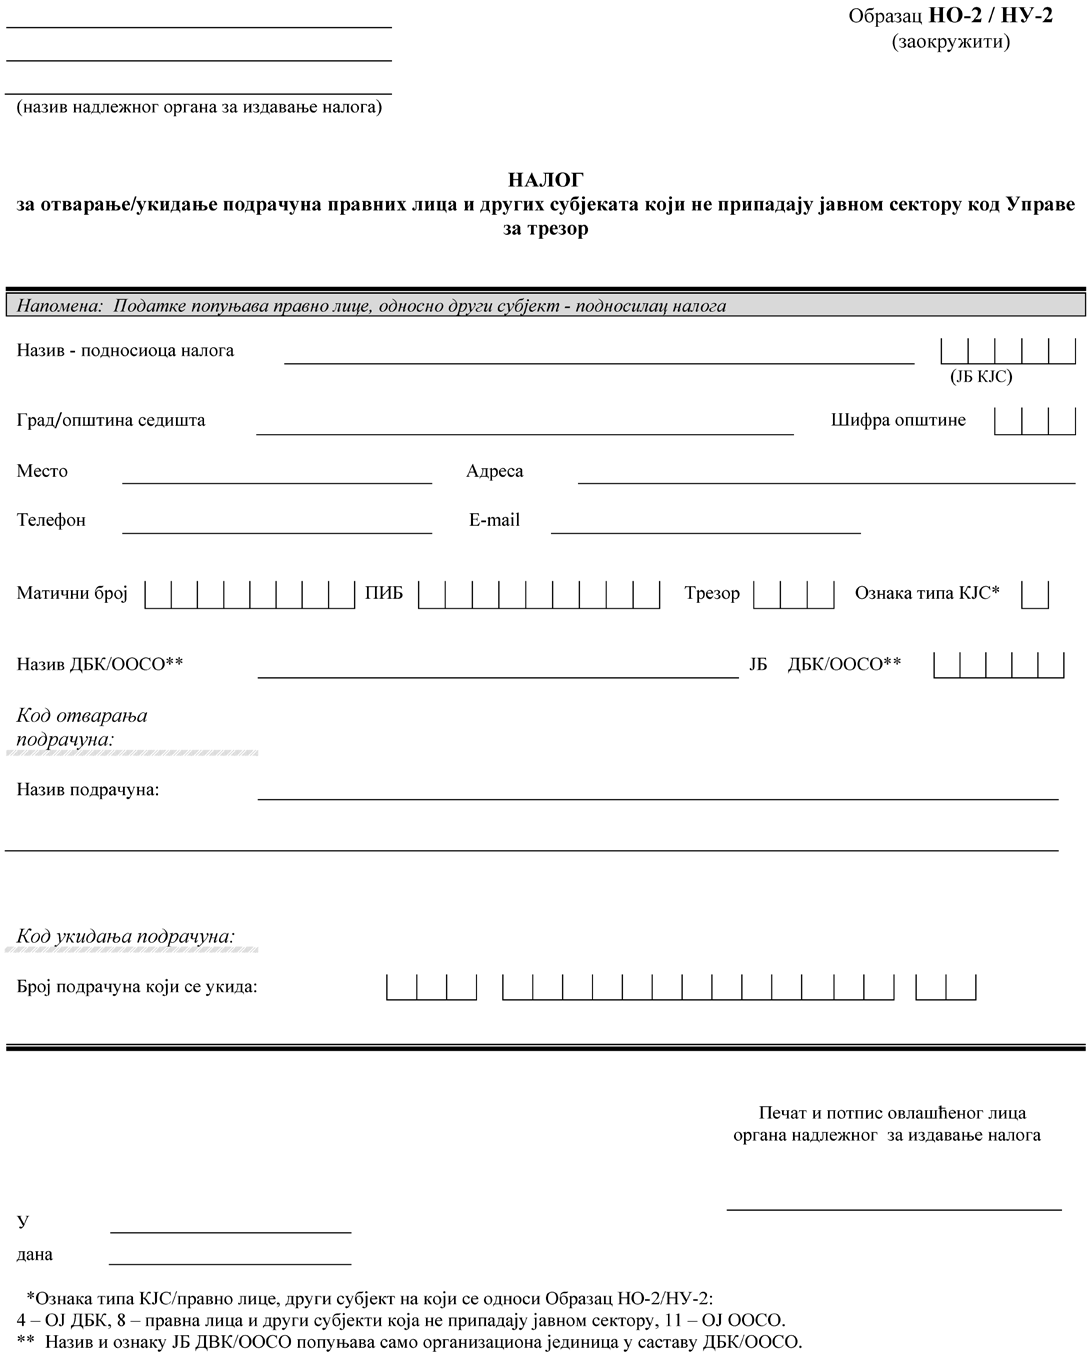 Образац НО-2 / НУ-2
(заокружити)
(назив надлежног органа за издавање налога)
НАЛОГ
за отварање/укидање подрачуна правних лица и других субјеката који не припадају јавном сектору код Управе
за трезор
Напомена: Податке попуњава правно лице, односно други субјект - подносилац налога
Назив - подносиоца налога
(ЈБ КЈС)
Град/општина седишта Шифра општине
Место Адреса
Телефон E-mail
Матични број ПИБ Трезор Ознака типа КЈС*
Назив ДБК/ООСО** ЈБ ДБК/ООСО**
Код отварања
подрачуна:
Назив подрачуна:
Код укидања подрачуна:
Број подрачуна који се укида:
Печат и потпис овлашћеног лица
органа надлежног за издавање налога
У
дана
*Ознака типа КЈС/правно лице, други субјект на који се односи Образац НО-2/НУ-2:
4 – ОЈ ДБК, 8 – правна лица и други субјекти која не припадају јавном сектору, 11 – ОЈ ООСО.
** Назив и ознаку ЈБ ДВК/ООСО попуњава само организациона јединица у саставу ДБК/ООСО.